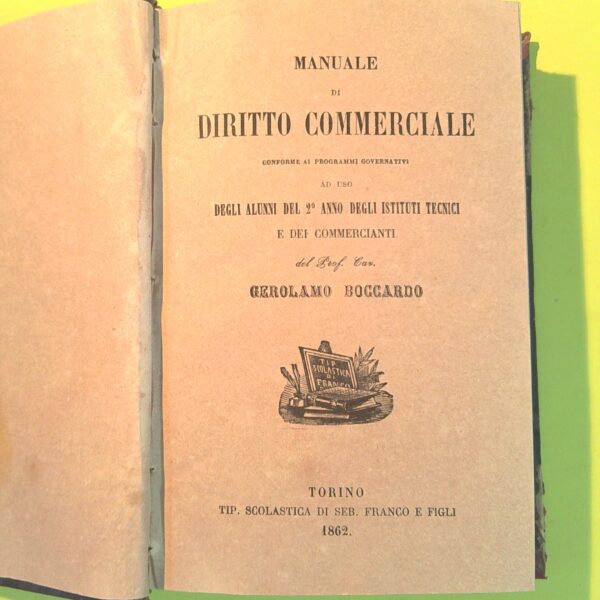 MANUALE
DI
DIRITTO COMMERCIALE
CONFORME AI PROGRAMMI GOVERNATIVI
AD USO
DEGLI ALUNNI DEL 2º ANNO DEGLI ISTITUTI TECNICI
E DEI COMMERCIANTI
del Prof. Cav.
GEROLAMO BOCCARDO
TIP.
SCOLASTICA
DI
FRANCO
TORINO
TIP. SCOLASTICA DI SEB. FRANCO E FIGLI
1862.